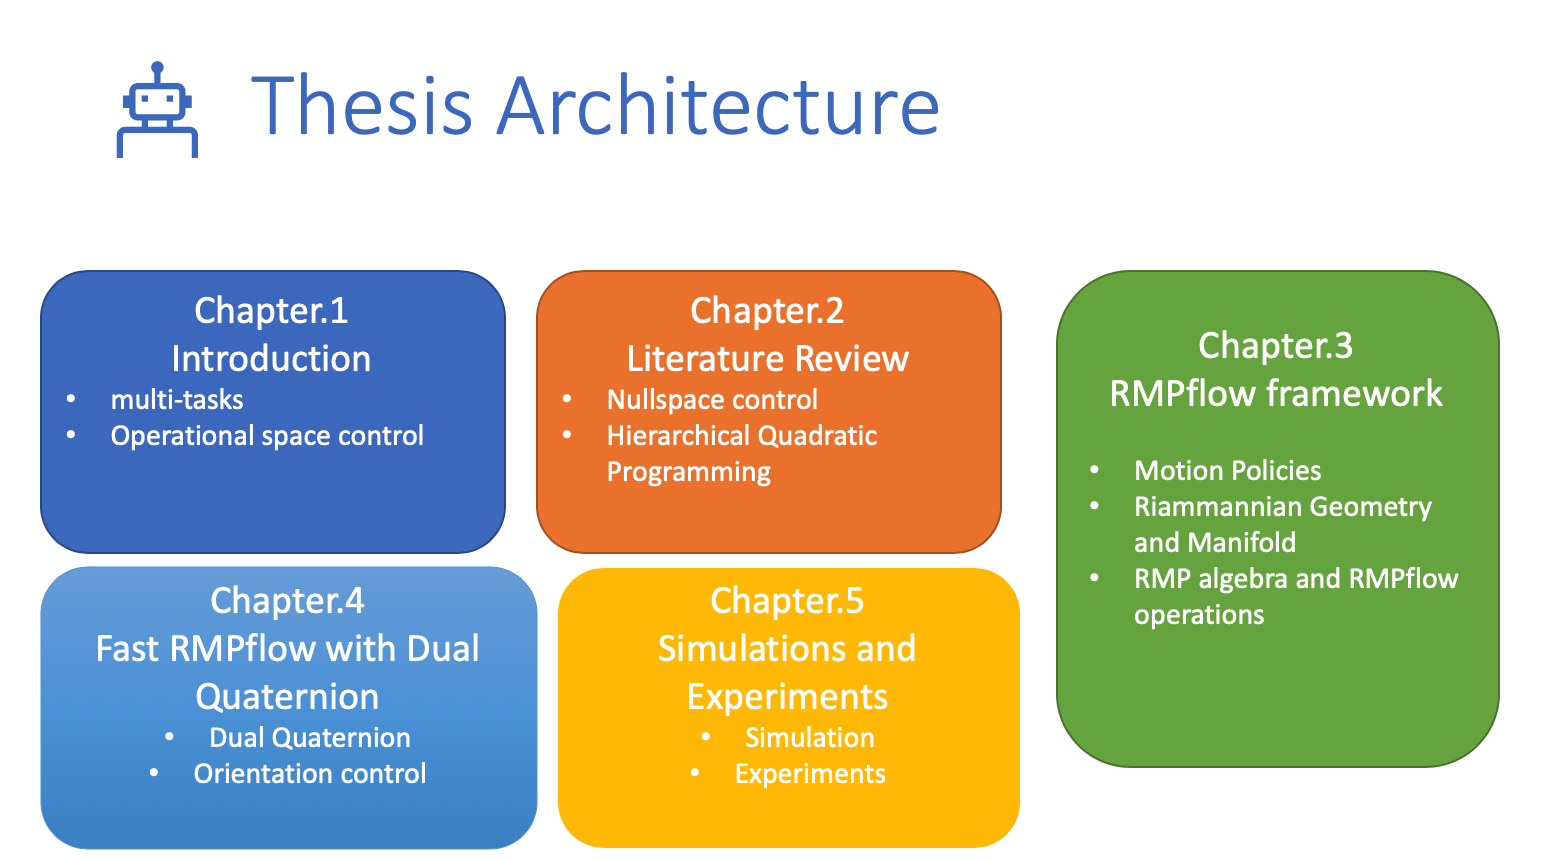 Thesis Architecture
Chapter.1
Introduction
• multi-tasks
• Operational space control
Chapter.2
Literature Review
• Nullspace control
• Hierarchical Quadratic
Programming
Chapter.3
RMPflow framework
• Motion Policies
• Riammannian Geometry
and Manifold
• RMP algebra and RMPflow
operations
Chapter.4
Fast RMPflow with Dual
Quaternion
• Dual Quaternion
• Orientation control
Chapter.5
Simulations and
Experiments
• Simulation
• Experiments